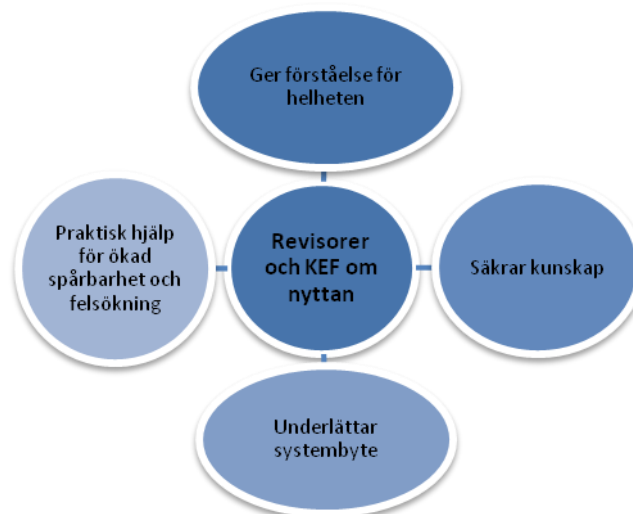 Ger förståelse för
helheten
Praktisk hjälp
för ökad
spårbarhet och
felsökning
Revisorer
och KEF om
nyttan
Säkrar kunskap
Underlättar
systembyte